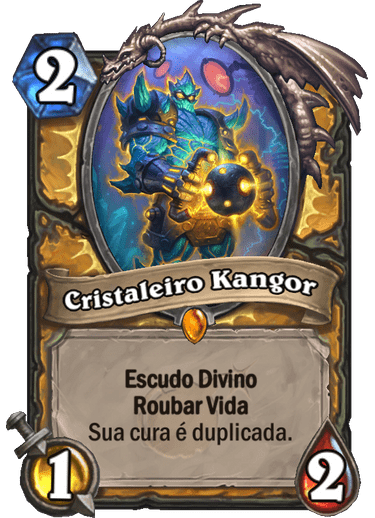 2
Cristaleiro Kangor
Escudo Divino
Roubar Vida
Sua cura é duplicada.
1
2